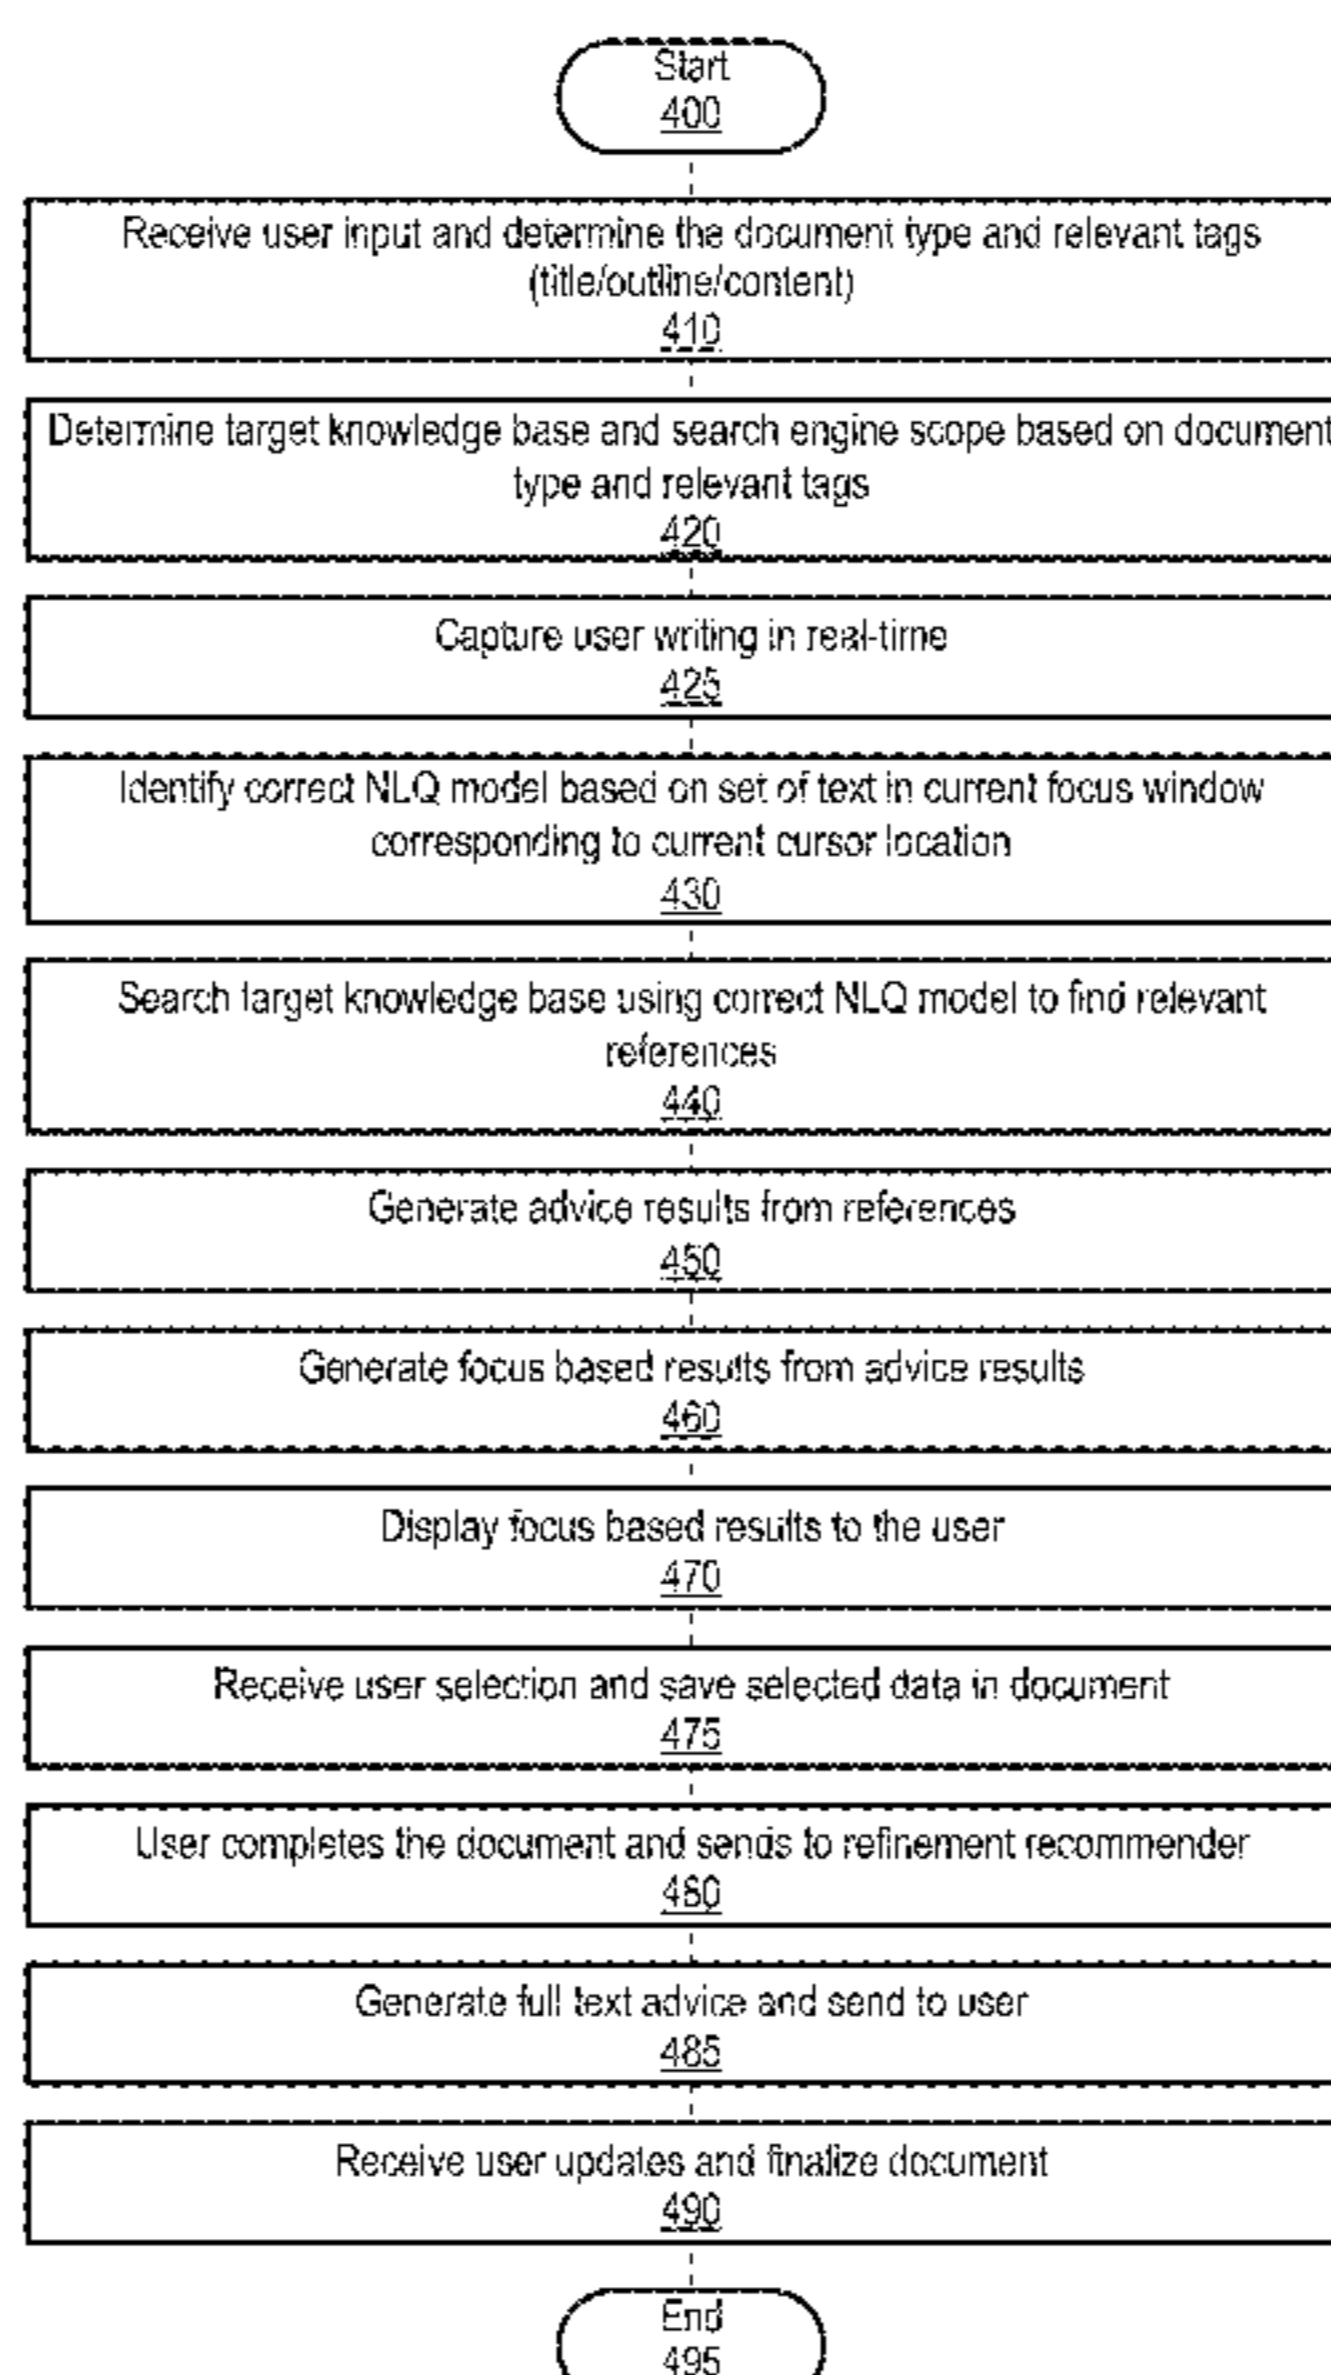 Start
400
Receive user input and determine the document type and relevant tags
(title/outline/content)
410
Determine target knowledge base and search engine scope based on document
type and relevant tags
420
Capture user writing in real-time
425
Identify correct NLQ model based on set of text in current focus window
corresponding to current cursor location
430
Search target knowledge base using correct NLQ model to find relevant
references
440
Generate advice results from references
450
Generate focus based results from advice results
460
Display focus based results to the user
470
Receive user selection and save selected data in document
475
User completes the document and sends to refinement recommender
480
Generate full text advice and send to user
485
Receive user updates and finalize document
490
End
495